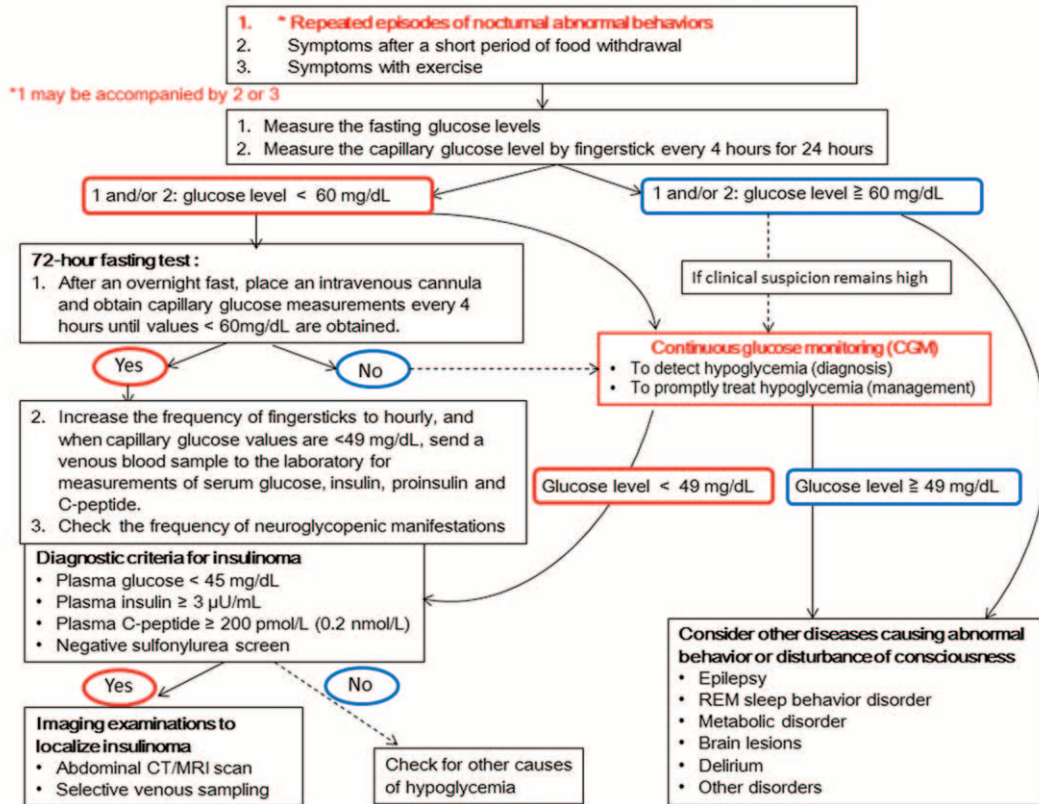 1. * Repeated episodes of nocturnal abnormal behaviors
2. Symptoms after a short period of food withdrawal
3. Symptoms with exercise
*1 may be accompanied by 2 or 3
1. Measure the fasting glucose levels
2. Measure the capillary glucose level by fingerstick every 4 hours for 24 hours
1 and/or 2: glucose level < 60 mg/dL
1 and/or 2: glucose level ≧ 60 mg/dL
72-hour fasting test :
1. After an overnight fast, place an intravenous cannula
and obtain capillary glucose measurements every 4
hours until values < 60mg/dL are obtained.
If clinical suspicion remains high
Yes
No
Continuous glucose monitoring (CGM)
• To detect hypoglycemia (diagnosis)
• To promptly treat hypoglycemia (management)
2. Increase the frequency of fingersticks to hourly, and
when capillary glucose values are <49 mg/dL, send a
venous blood sample to the laboratory for
measurements of serum glucose, insulin, proinsulin and
C-peptide.
3. Check the frequency of neuroglycopenic manifestations
Glucose level < 49 mg/dL
Glucose level ≧ 49 mg/dL
Diagnostic criteria for insulinoma
• Plasma glucose < 45 mg/dL
• Plasma insulin ≥ 3 μU/mL
• Plasma C-peptide ≥ 200 pmol/L (0.2 nmol/L)
• Negative sulfonylurea screen
Yes
No
Imaging examinations to
localize insulinoma
• Abdominal CT/MRI scan
• Selective venous sampling
Check for other causes
of hypoglycemia
Consider other diseases causing abnormal
behavior or disturbance of consciousness
• Epilepsy
• REM sleep behavior disorder
• Metabolic disorder
• Brain lesions
• Delirium
• Other disorders